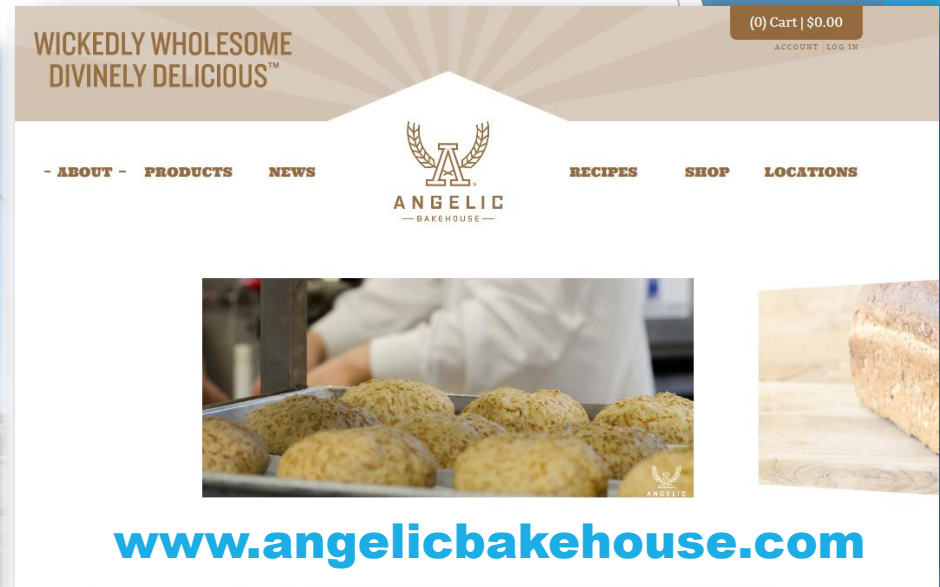 (0) Cart | $0.00
ACCOUNT | LOG IN
WICKEDLY WHOLESOME
DIVINELY DELICIOUS™
- ABOUT - PRODUCTS NEWS RECIPES SHOP LOCATIONS
A
ANGELIC
BAKEHOUSE
ANGELIC
www.angelicbakehouse.com